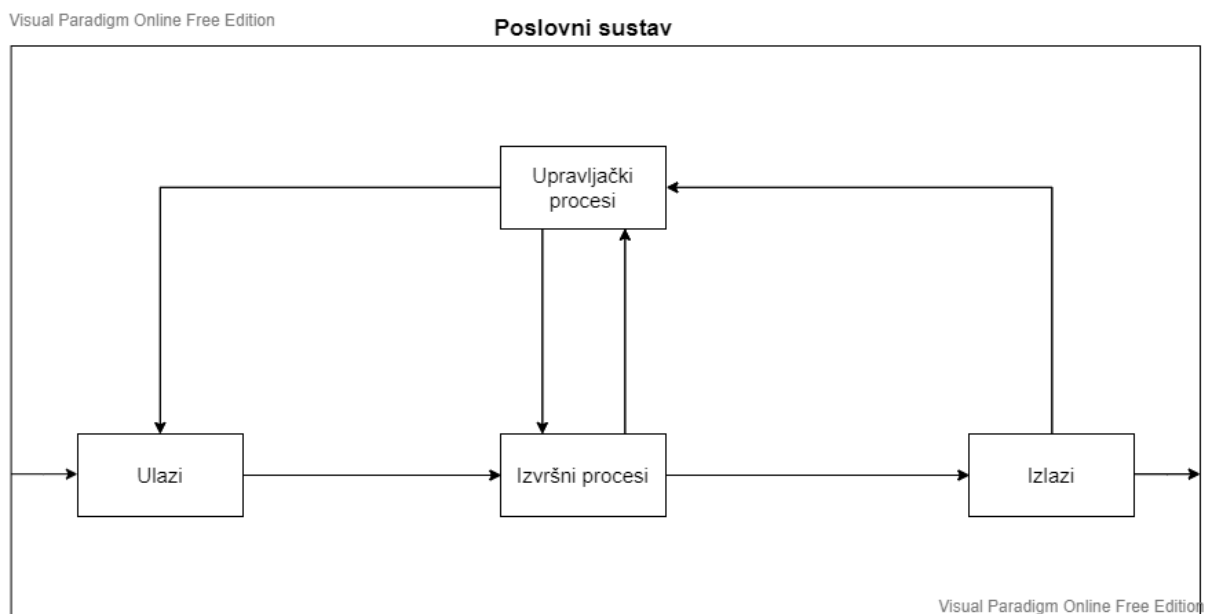 Visual Paradigm Online Free Edition
Poslovni sustav
Upravljački
procesi
Ulazi
Izvršni procesi
Izlazi
Visual Paradigm Online Free Edition